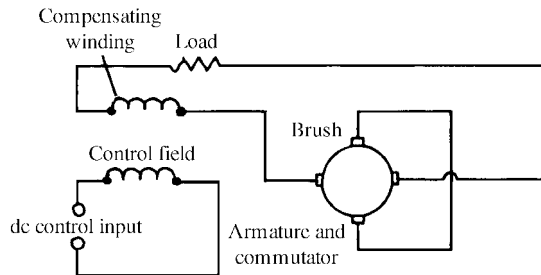 Compensating
winding
Load
Brush
Control field
dc control input
Armature and
commutator